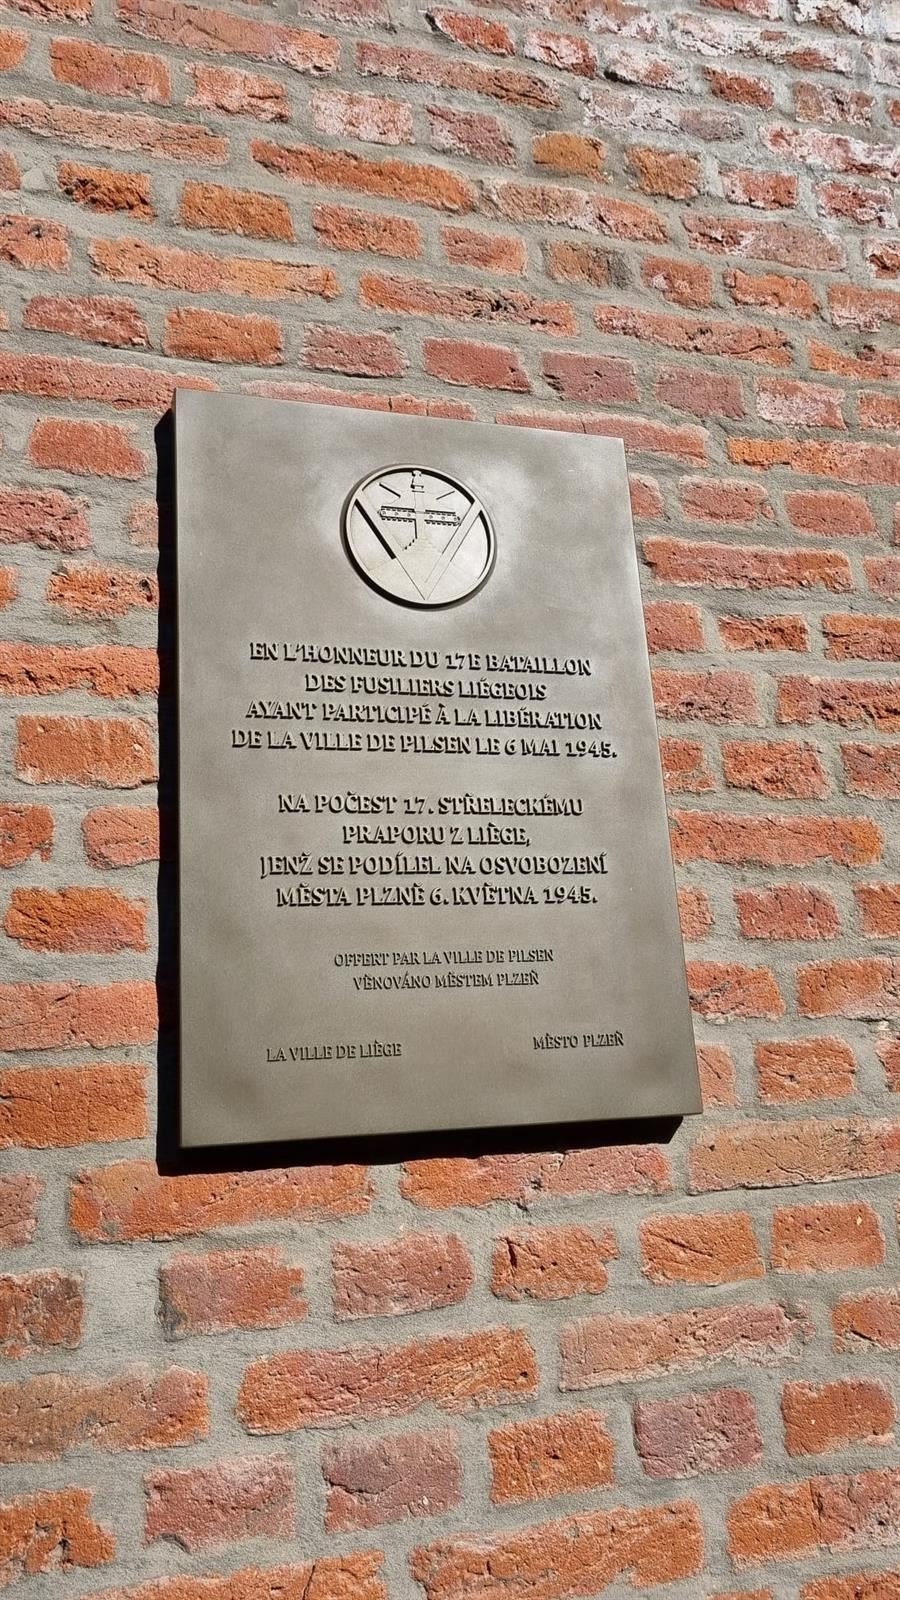 EN L'HONNEUR DU 17E BATAILLON
DES FUSILIERS LIÉGEOIS
AYANT PARTICIPÉ À LA LIBÉRATION
DE LA VILLE DE PILSEN LE 6 MAI 1945.
NA POČEST 17. STŘELECKÉMU
PRAPORU Z LIÈGE,
JENŽ SE PODÍLEL NA OSVOBOZENÍ
MĚSTA PLZNĚ 6. KVĚTNA 1945.
OFFERT PAR LA VILLE DE PILSEN
VĚNOVÁNO MĚSTEM PLZEŇ
LA VILLE DE LIÈGE
MĚSTO PLZEŇ